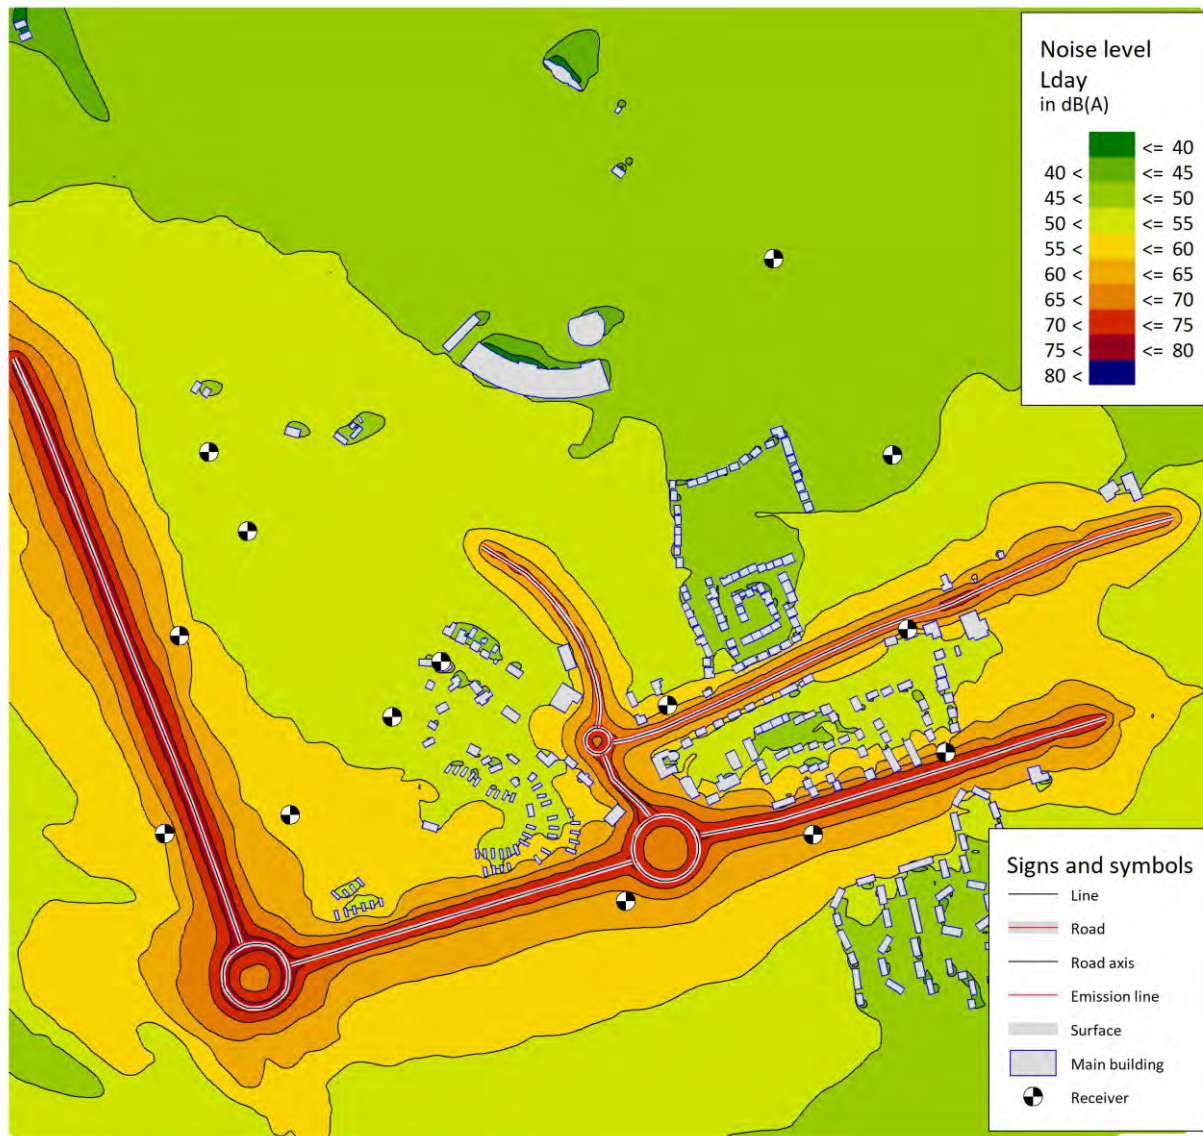 Noise level
Lday
in dB(A)
<= 40
40 < <= 45
45 < <= 50
50 < <= 55
55 < <= 60
60 < <= 65
65 < <= 70
70 < <= 75
75 < <= 80
80 <
Signs and symbols
Line
Road
Road axis
Emission line
Surface
Main building
Receiver